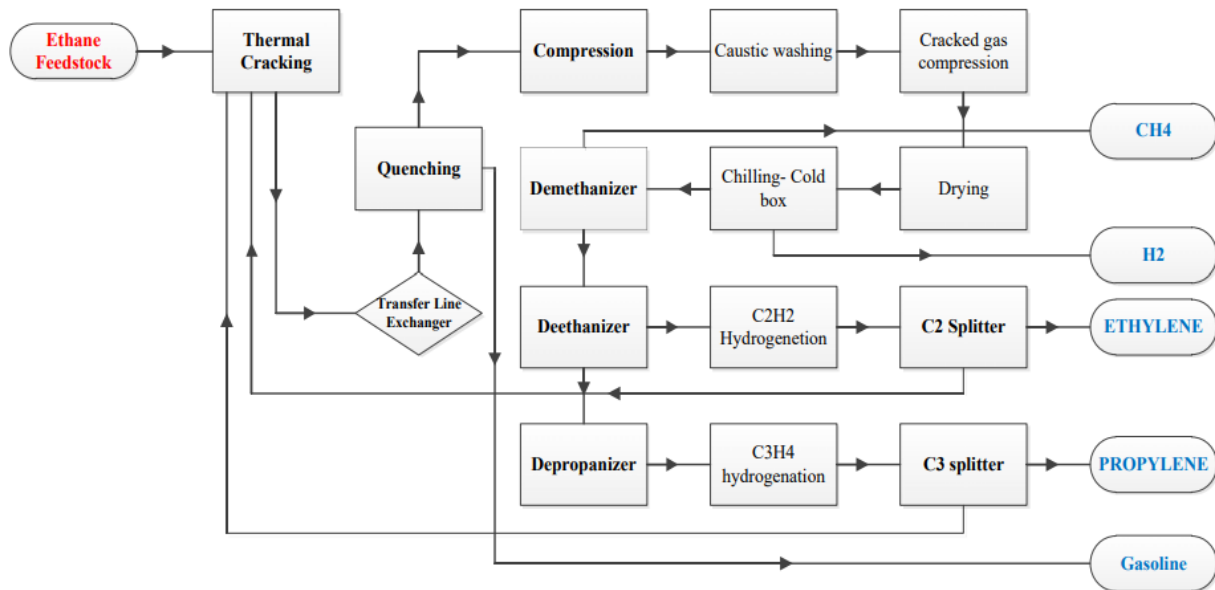 Ethane
Feedstock
Thermal
Cracking
Compression
Caustic washing
Cracked gas
compression
CH4
Quenching
Demethanizer
Chilling- Cold
box
Drying
H2
Transfer Line
Exchanger
Deethanizer
C2H2
Hydrogenetion
C2 Splitter
ETHYLENE
Depropanizer
C3H4
hydrogenation
C3 splitter
PROPYLENE
Gasoline